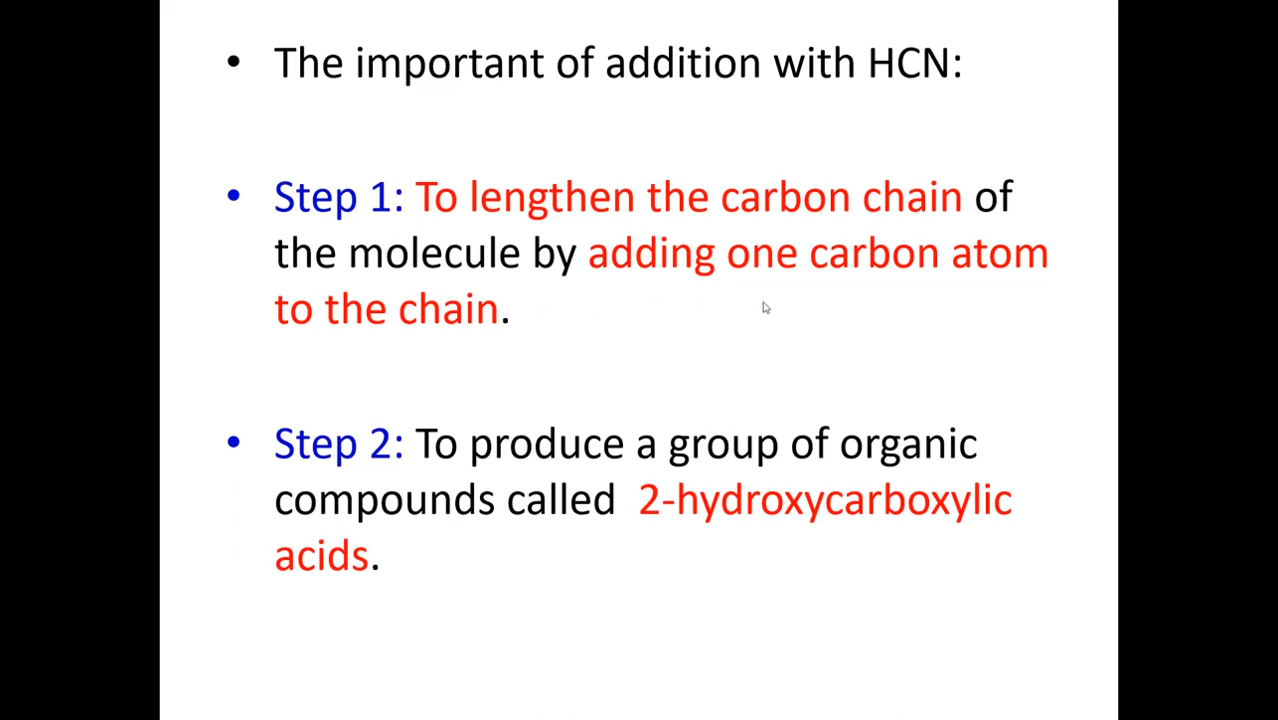 • The important of addition with HCN:
• Step 1: To lengthen the carbon chain of
the molecule by adding one carbon atom
to the chain.
• Step 2: To produce a group of organic
compounds called 2-hydroxycarboxylic
acids.